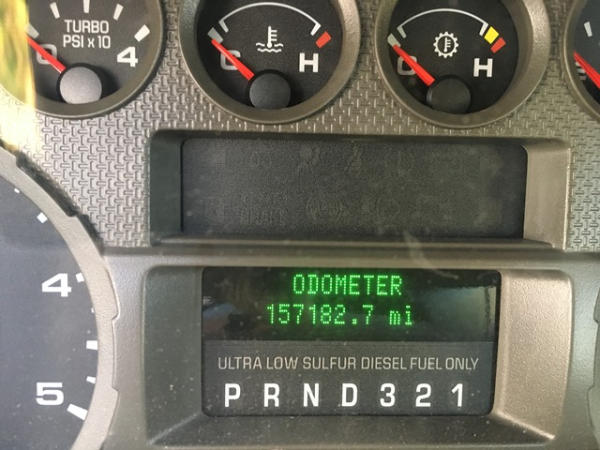 TURBO
PSI x 10
0 4
C H
C H
4
5
ODOMETER
157182.7 mi
ULTRA LOW SULFUR DIESEL FUEL ONLY
P R N D 3 2 1